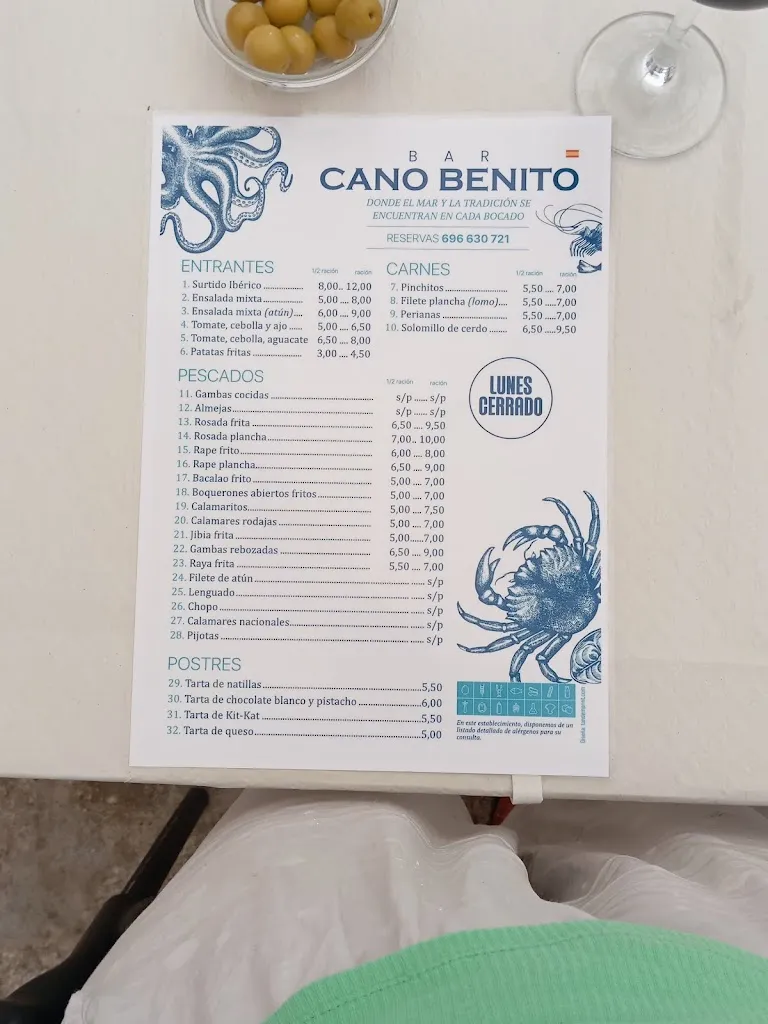 BAR
CANO BENITO
DONDE EL MAR Y LA TRADICIÓN SE
ENCUENTRAN EN CADA BOCADO
RESERVAS 696 630 721
ENTRANTES 1/2 ración ración
1. Surtido Ibérico ................ 8,00.. 12,00
2. Ensalada mixta................ 5,00 .... 8,00
3. Ensalada mixta (atún).... 6,00 .... 9,00
4. Tomate, cebolla y ajo ..... 5,00 .... 6,50
5. Tomate, cebolla, aguacate 6,50 .... 8,00
6. Patatas fritas .................... 3,00 .... 4,50
CARNES 1/2 ración ración
7. Pinchitos ........................ 5,50 .... 7,00
8. Filete plancha (lomo).... 5,50 .....7,00
9. Perianas ......................... 5,50 .....7,00
10. Solomillo de cerdo ....... 6,50 .....9,50
PESCADOS 1/2 ración ración
11. Gambas cocidas ........................ s/p ...... s/p
12. Almejas........................ s/p ...... s/p
13. Rosada frita ........................ 6,50 .... 9,50
14. Rosada plancha........................ 7,00.. 10,00
15. Rape frito........................ 6,00 .... 8,00
16. Rape plancha........................ 6,50 .... 9,00
17. Bacalao frito ........................ 5,00 .... 7,00
18. Boquerones abiertos fritos........................ 5,00 .... 7,00
19. Calamaritos........................ 5,00 .... 7,50
20. Calamares rodajas ........................ 5,00 .... 7,00
21. Jibia frita ........................ 5,00......7,00
22. Gambas rebozadas ........................ 6,50 .... 9,00
23. Raya frita ........................ 5,50 .... 7,00
24. Filete de atún........................ s/p
25. Lenguado........................ s/p
26. Chopo ........................ s/p
27. Calamares nacionales........................ s/p
28. Pijotas ........................ s/p
LUNES
CERRADO
POSTRES
29. Tarta de natillas........................5,50
30. Tarta de chocolate blanco y pistacho ........................6,00
31. Tarta de Kit-Kat ........................5,50
32. Tarta de queso........................5,00
En este establecimiento, disponemos de un
listado detallado de alérgenos para su
consulta.